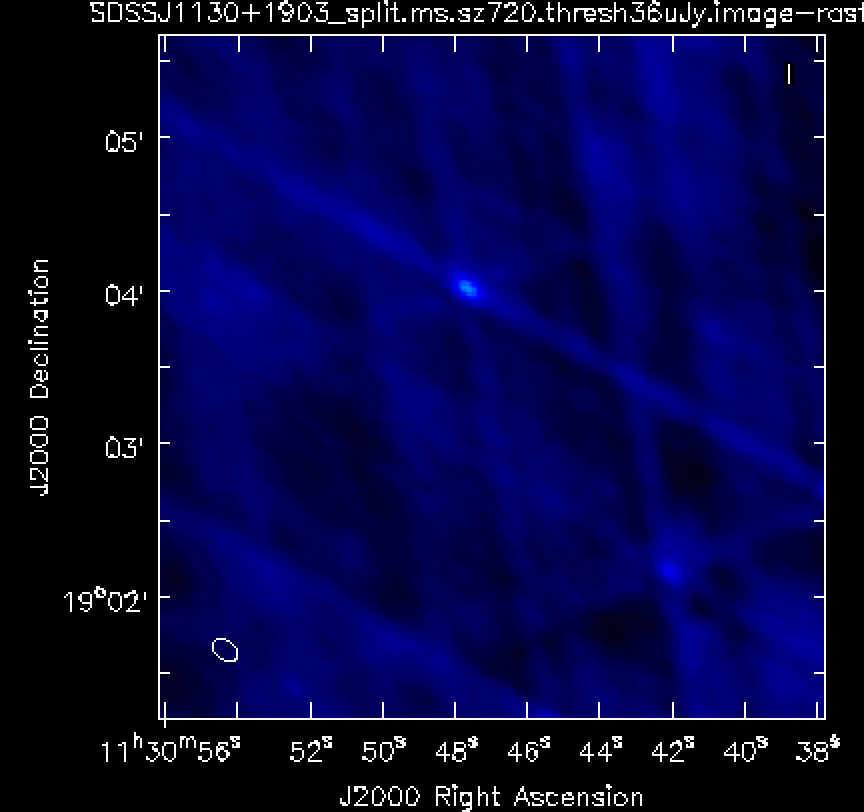 SDSSJ1130+1903_split.ms.sz720.thresh36uJy.image-rast
I
05'
04'
03'
19°02'
J2000 Declination
11ʰ30ᵐ56ˢ 52ˢ 50ˢ 48ˢ 46ˢ 44ˢ 42ˢ 40ˢ 38ˢ
J2000 Right Ascension